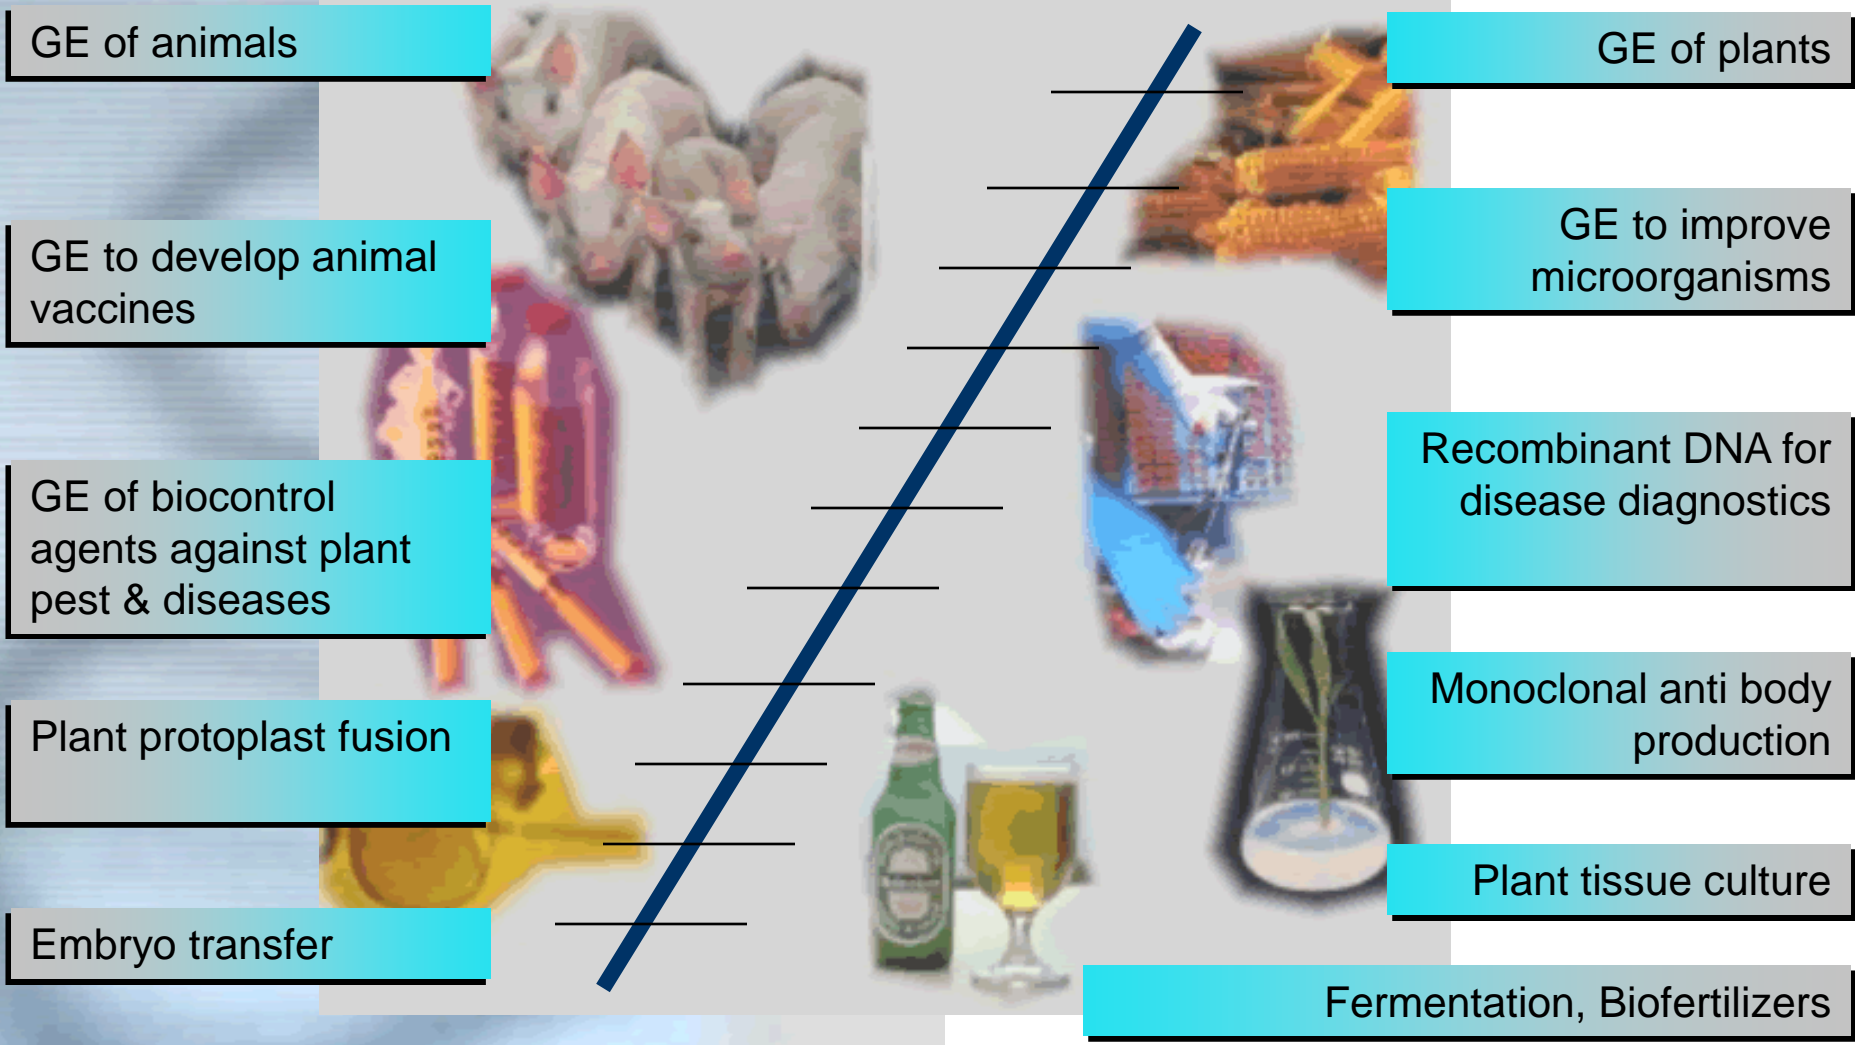 GE of animals
GE to develop animal
vaccines
GE of biocontrol
agents against plant
pest & diseases
Plant protoplast fusion
Embryo transfer
GE of plants
GE to improve
microorganisms
Recombinant DNA for
disease diagnostics
Monoclonal anti body
production
Plant tissue culture
Fermentation, Biofertilizers